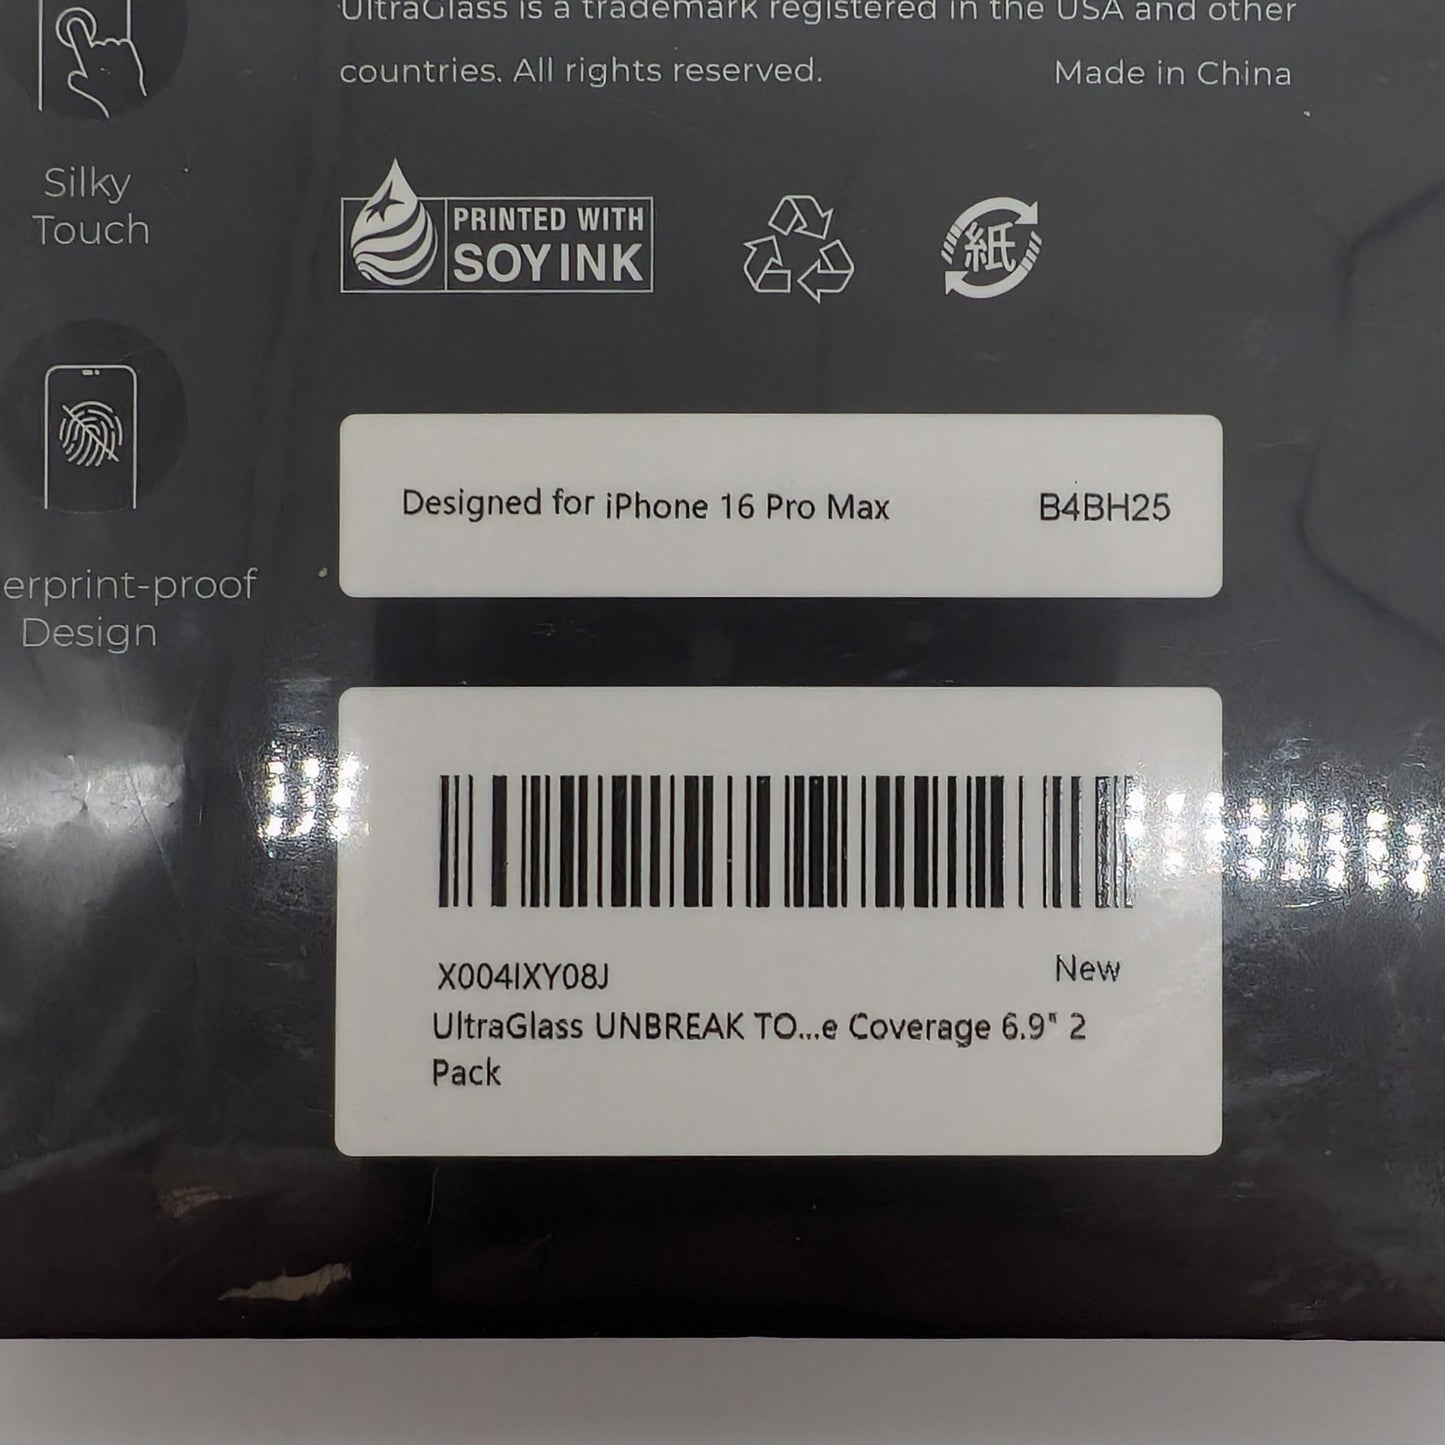 UltraGlass is a trademark registered in the USA and other
countries. All rights reserved.
Made in China
Silky
Touch
PRINTED WITH
SOY INK
紙
Designed for iPhone 16 Pro Max
B4BH25
erprint-proof
Design
X004IXY08J
New
UltraGlass UNBREAK TO...e Coverage 6.9" 2
Pack